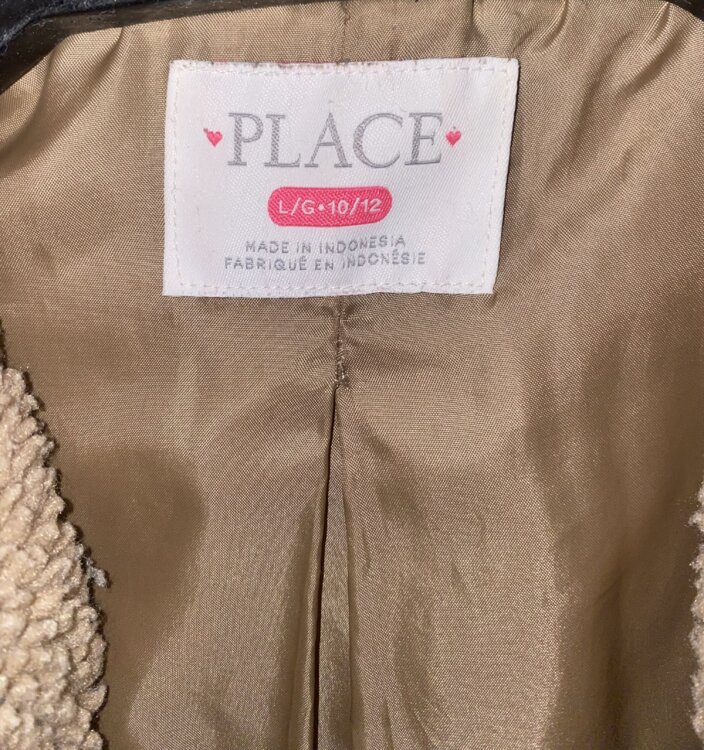 PLACE
L/G•10/12
MADE IN INDONESIA
FABRIQUÉ EN INDONÉSIE